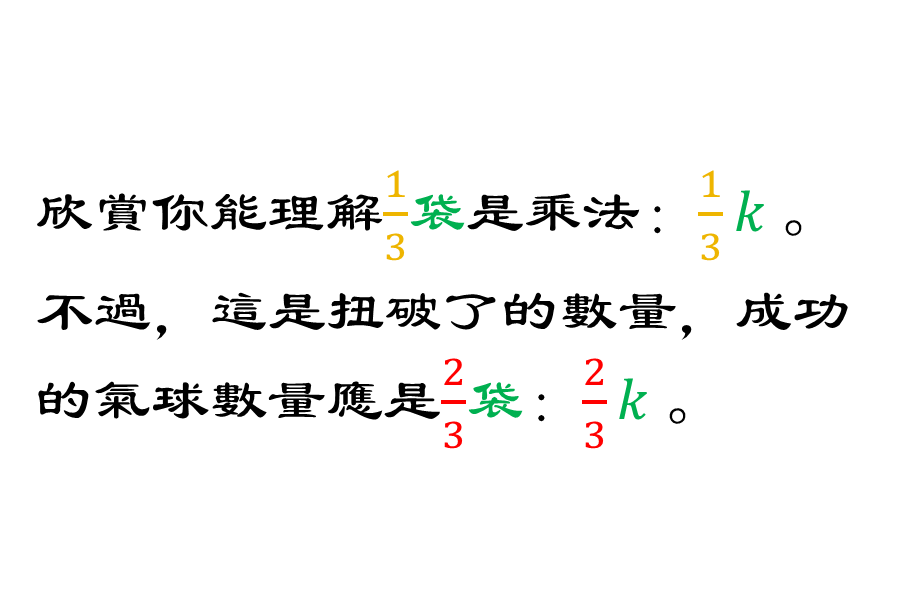 欣賞你能理解1/3袋是乘法：1/3 k 。
不過，這是扭破了的數量，成功
的氣球數量應是2/3袋：2/3 k 。